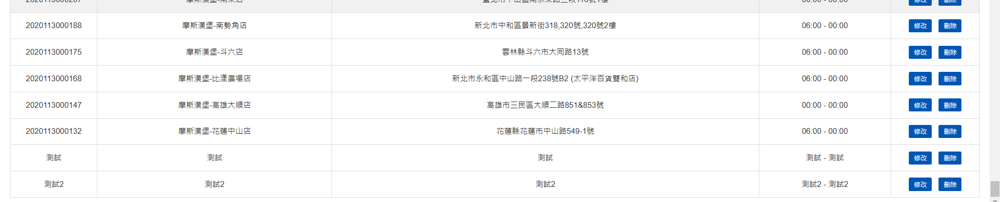 修改 刪除
2020113000188 摩斯漢堡-南勢角店 新北市中和區景新街318,320號,320號2樓 06:00 - 00:00 修改 刪除
2020113000175 摩斯漢堡-斗六店 雲林縣斗六市大同路13號 06:00 - 00:00 修改 刪除
2020113000168 摩斯漢堡-比漾廣場店 新北市永和區中山路一段238號B2 (太平洋百貨雙和店) 06:00 - 00:00 修改 刪除
2020113000147 摩斯漢堡-高雄大順店 高雄市三民區大順二路851&853號 00:00 - 00:00 修改 刪除
2020113000132 摩斯漢堡-花蓮中山店 花蓮縣花蓮市中山路549-1號 06:00 - 00:00 修改 刪除
測試 測試 測試 測試 - 測試 修改 刪除
測試2 測試2 測試2 測試2 - 測試2 修改 刪除